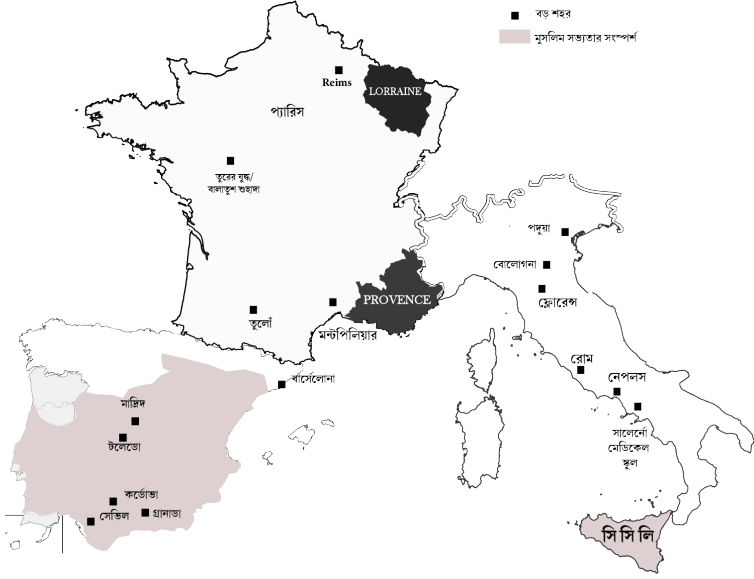 বড় শহর
মুসলিম সভ্যতার সংস্পর্শ
Reims
LORRAINE
প্যারিস
তুরের যুদ্ধ/
বালাতুশ শুহাদা
পদুয়া
বোলোগনা
ফ্লোরেন্স
PROVENCE
তুলোঁ
মন্টপিলিয়ার
রোম
নেপলস
বার্সেলোনা
মাদ্রিদ
টলেডো
সালের্নো
মেডিকেল
স্কুল
কর্ডোভা
সেভিল
গ্রানাডা
সিসিলি